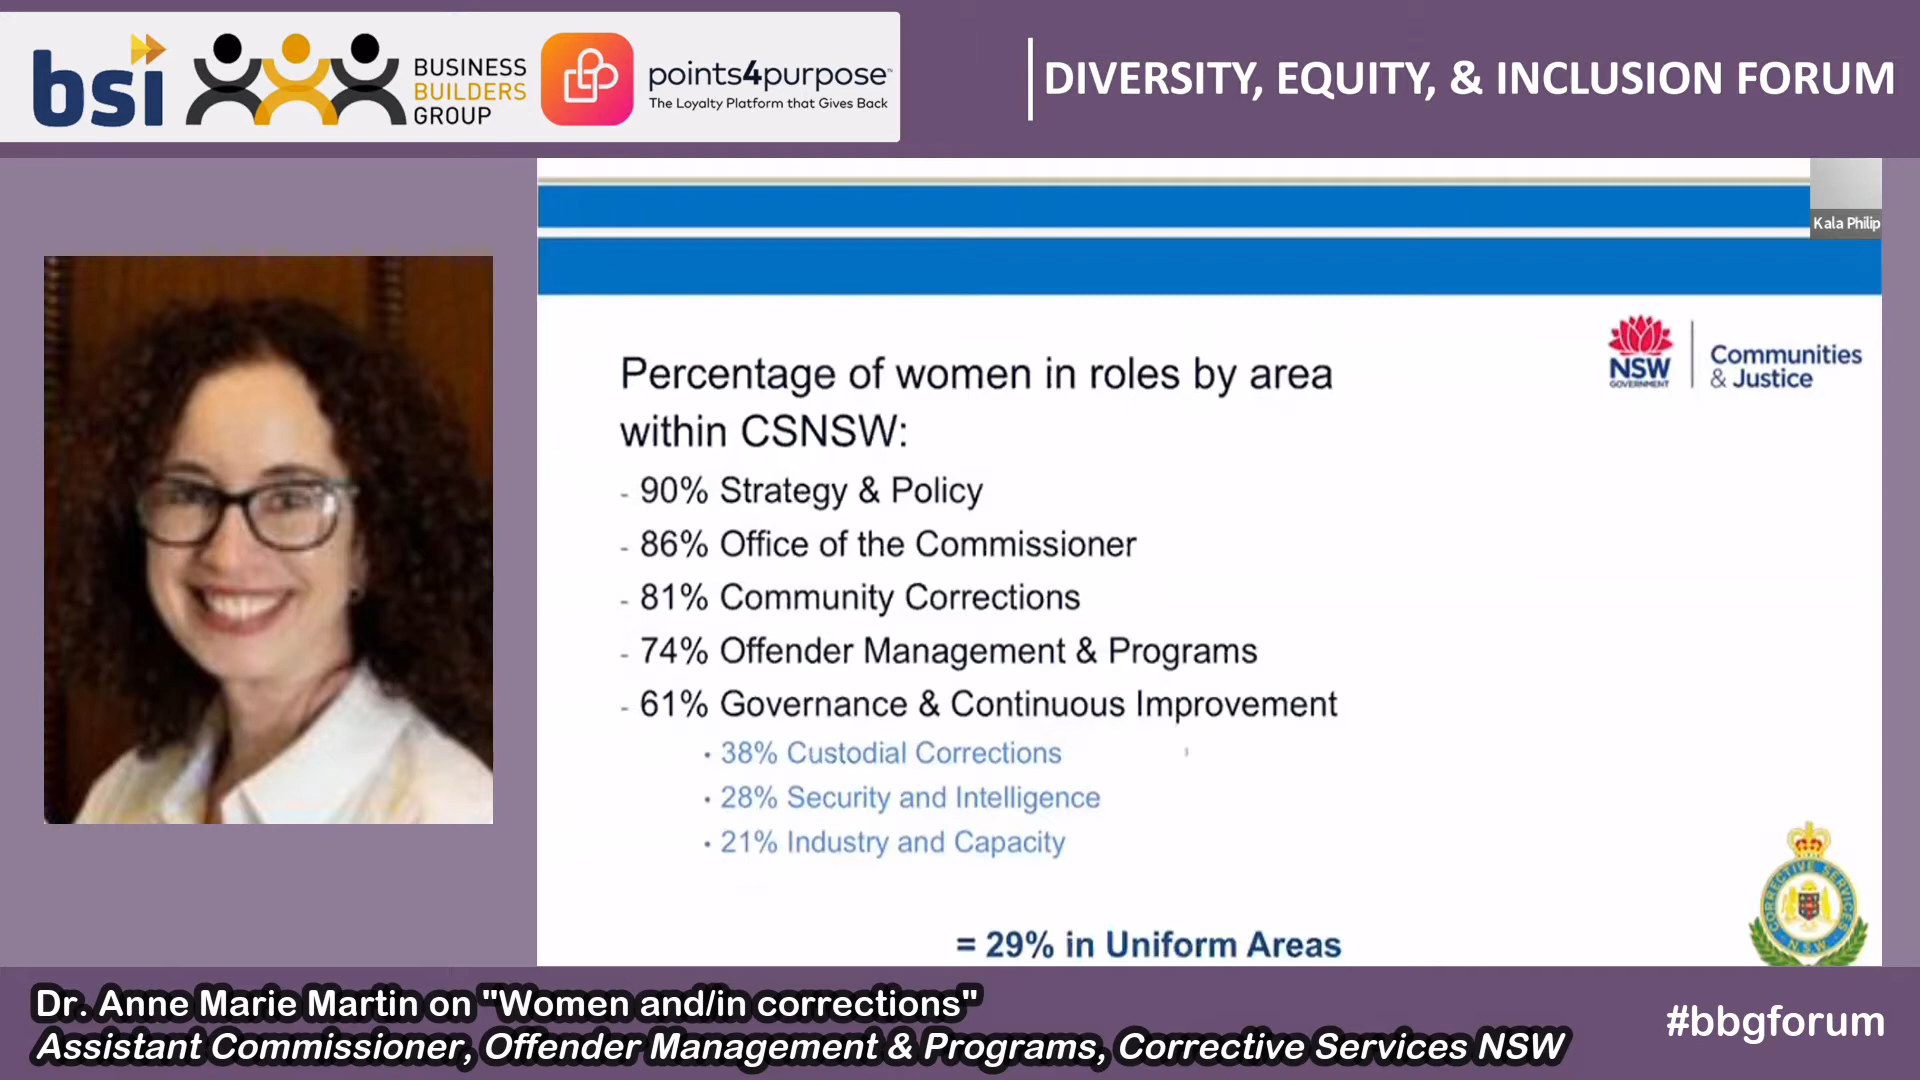 bsi
BUSINESS
BUILDERS
GROUP
points4purpose™
The Loyalty Platform that Gives Back
DIVERSITY, EQUITY, & INCLUSION FORUM
Kala Philip
NSW
GOVERNMENT
Communities
& Justice
Percentage of women in roles by area
within CSNSW:
- 90% Strategy & Policy
- 86% Office of the Commissioner
- 81% Community Corrections
- 74% Offender Management & Programs
- 61% Governance & Continuous Improvement
• 38% Custodial Corrections
• 28% Security and Intelligence
• 21% Industry and Capacity
= 29% in Uniform Areas
CORRECTIVE SERVICES
N.S.W.
Dr. Anne Marie Martin on "Women and/in corrections"
Assistant Commissioner, Offender Management & Programs, Corrective Services NSW
#bbgforum